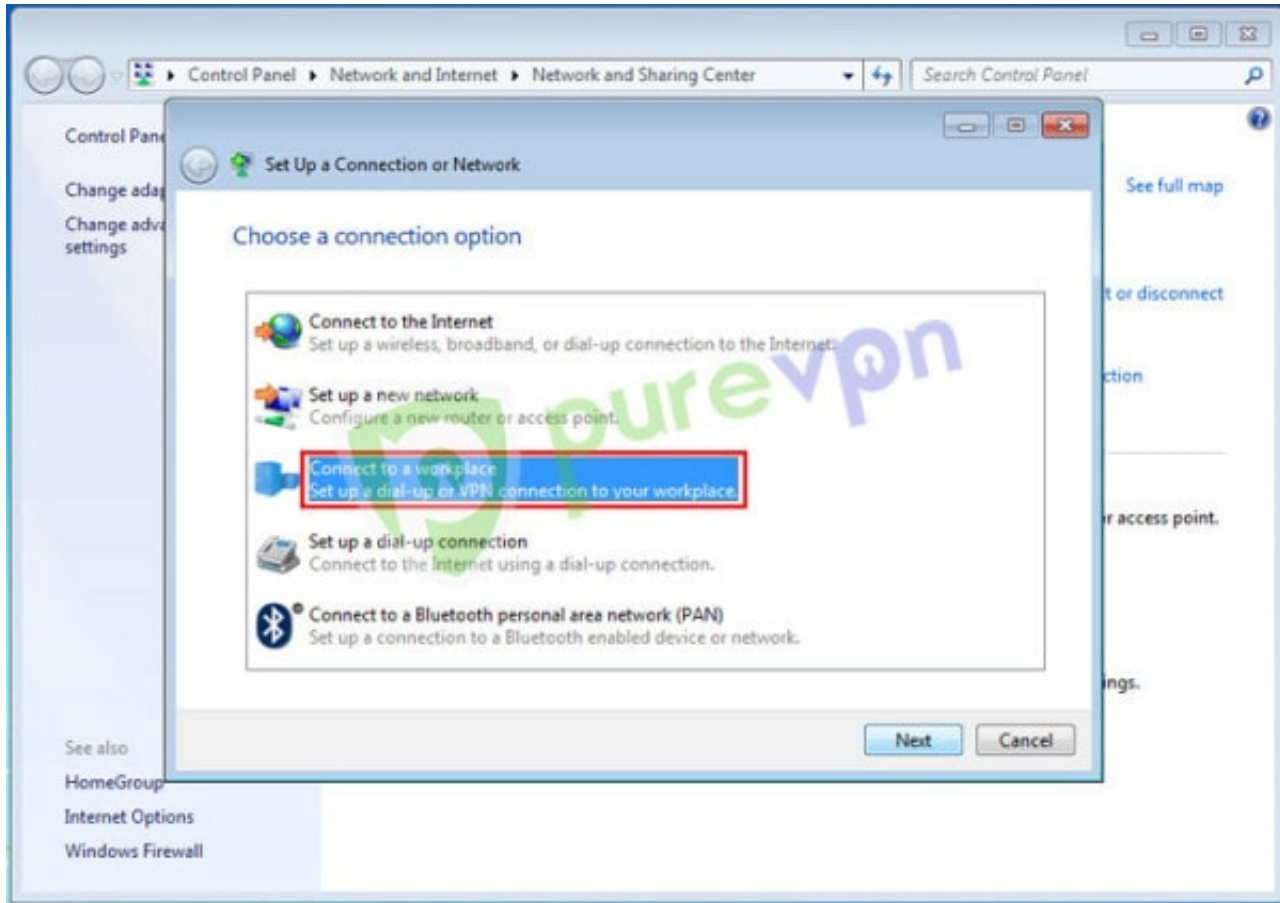 Control Panel ▸ Network and Internet ▸ Network and Sharing Center
Search Control Panel
Control Pane
Change adap
Change adva
settings
Set Up a Connection or Network
Choose a connection option
Connect to the Internet
Set up a wireless, broadband, or dial-up connection to the Internet.
Set up a new network
Configure a new router or access point.
Connect to a workplace
Set up a dial-up or VPN connection to your workplace.
Set up a dial-up connection
Connect to the Internet using a dial-up connection.
Connect to a Bluetooth personal area network (PAN)
Set up a connection to a Bluetooth enabled device or network.
purevpn
Next
Cancel
See full map
t or disconnect
ction
r access point.
ings.
See also
HomeGroup
Internet Options
Windows Firewall